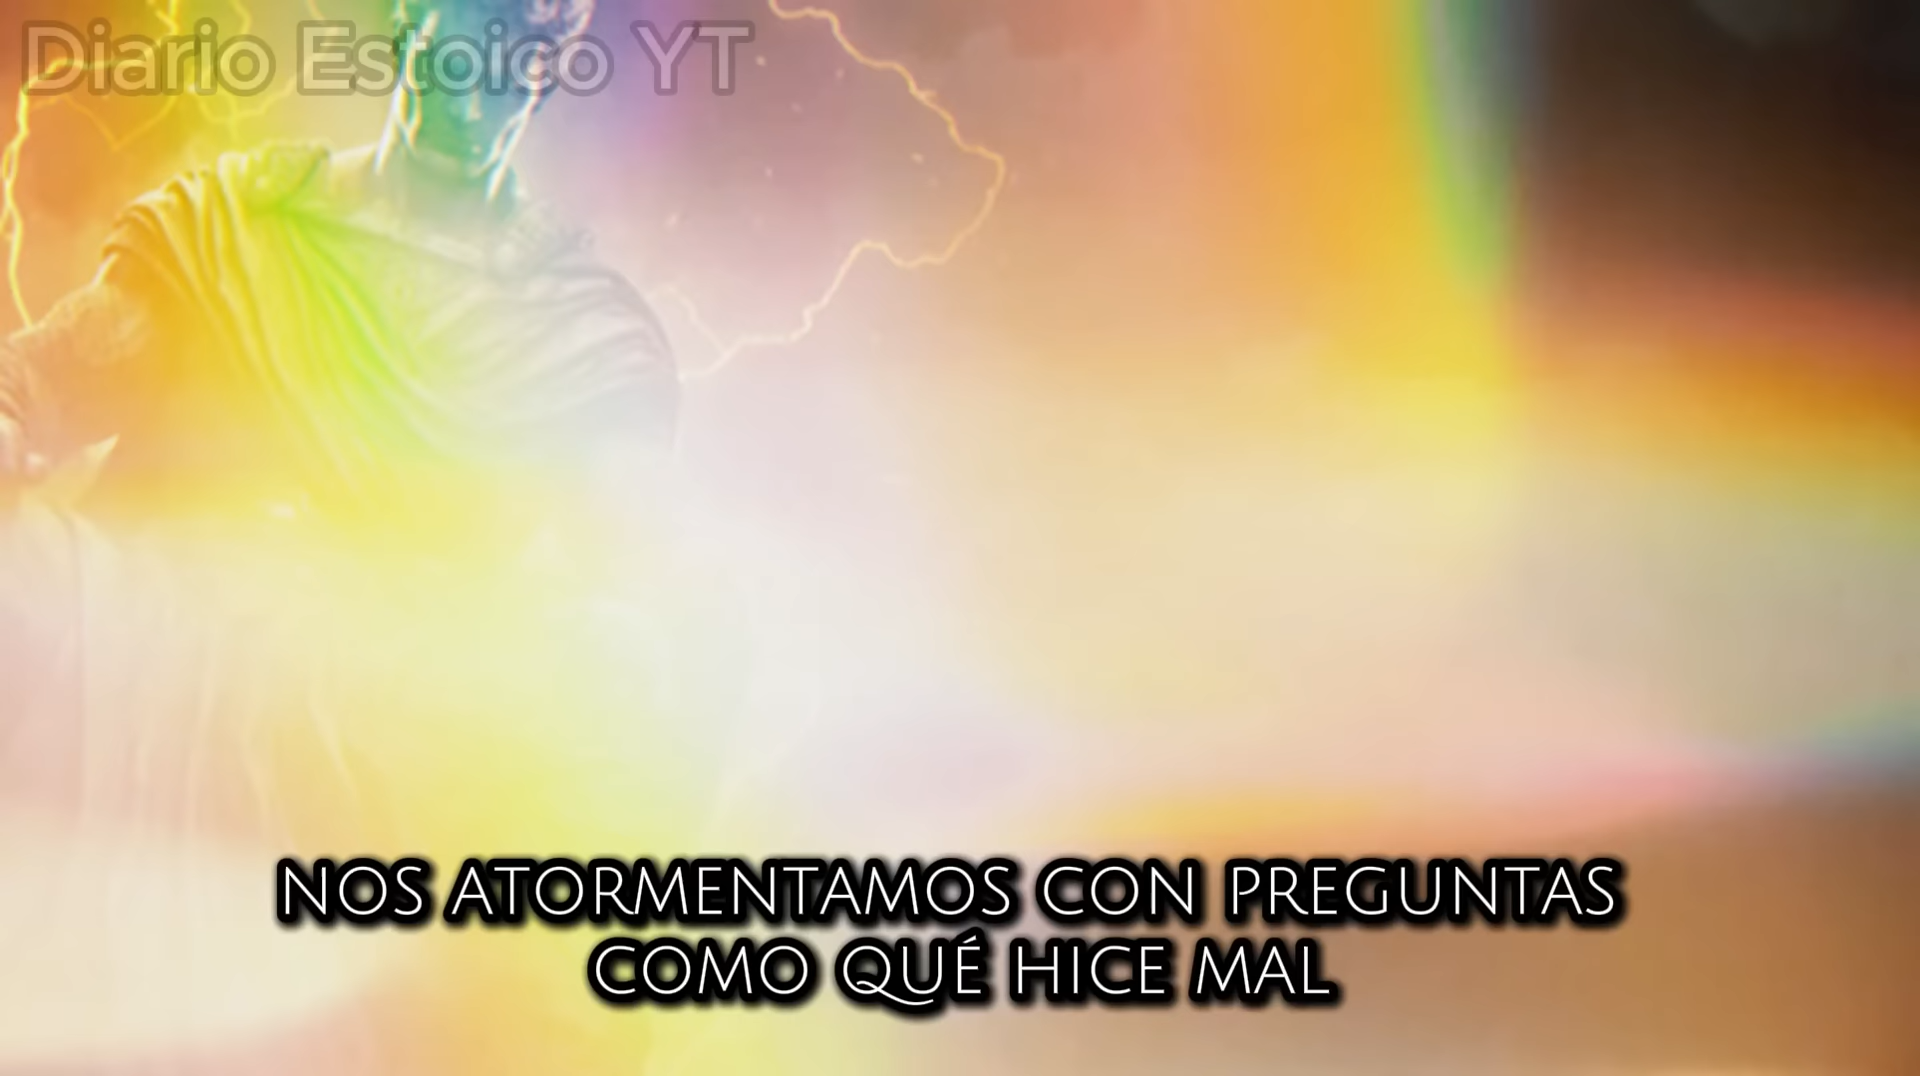 Diario Estoico YT
NOS ATORMENTAMOS CON PREGUNTAS
COMO QUÉ HICE MAL